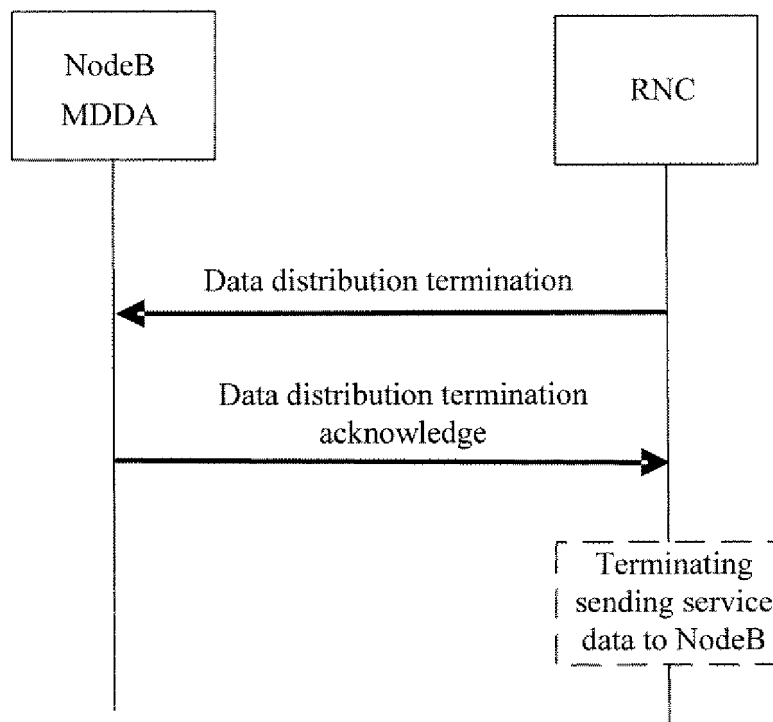 NodeB
MDDA
RNC
Data distribution termination
Data distribution termination
acknowledge
Terminating
sending service
data to NodeB